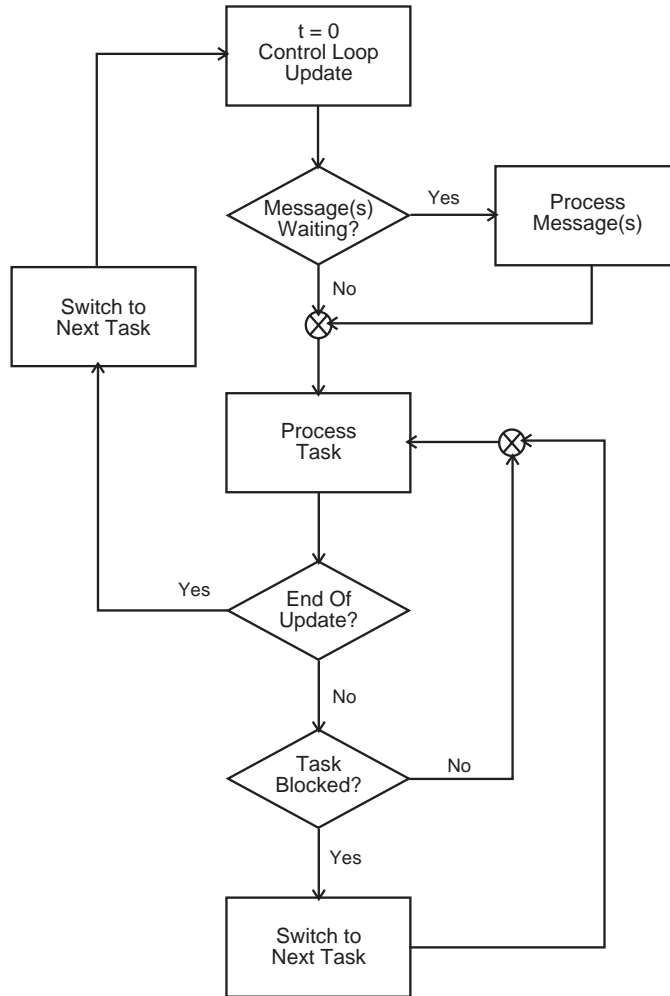 t = 0
Control Loop
Update
Message(s)
Waiting?
Yes
Process
Message(s)
No
Switch to
Next Task
Process
Task
Yes
End Of
Update?
No
Task
Blocked?
No
Yes
Switch to
Next Task